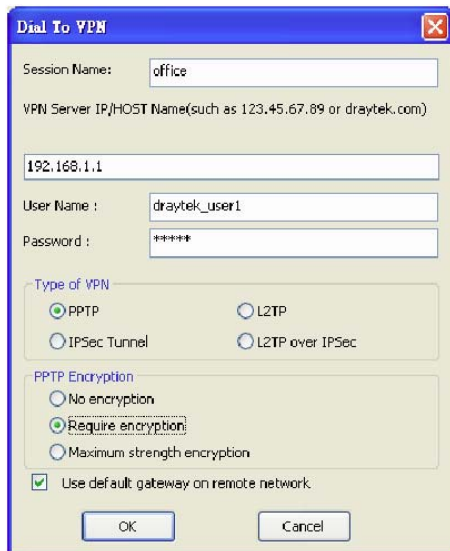 Dial To VPN
Session Name: office
VPN Server IP/HOST Name(such as 123.45.67.89 or draytek.com)
192.168.1.1
User Name : draytek_user1
Password : *****
Type of VPN
PPTP L2TP
IPSec Tunnel L2TP over IPSec
PPTP Encryption
No encryption
Require encryption
Maximum strength encryption
Use default gateway on remote network
OK Cancel